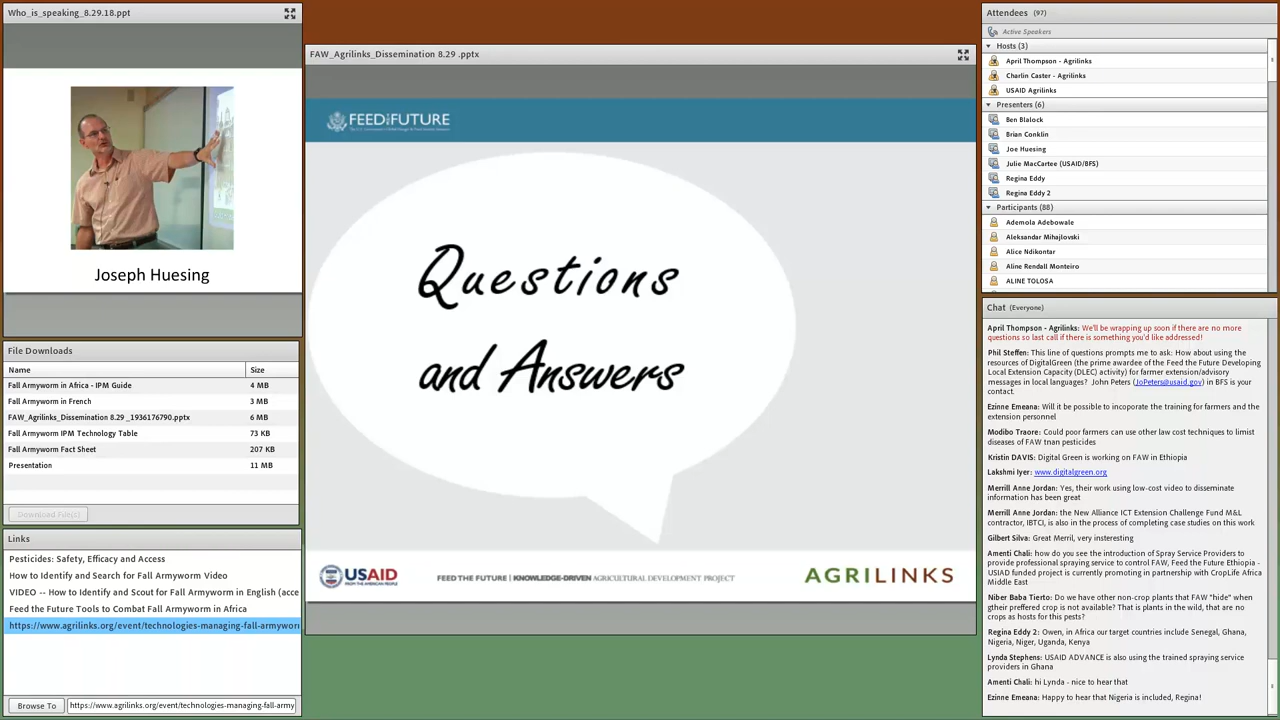 Who_is_speaking_8.29.18.ppt
Joseph Huesing
File Downloads
Name Size
Fall Armyworm in Africa - IPM Guide 4 MB
Fall Armyworm in French 3 MB
FAW_Agrilinks_Dissemination 8.29 _1936176790.pptx 6 MB
Fall Armyworm IPM Technology Table 73 KB
Fall Armyworm Fact Sheet 207 KB
Presentation 11 MB
Download File(s)
Links
Pesticides: Safety, Efficacy and Access
How to Identify and Search for Fall Armyworm Video
VIDEO -- How to Identify and Scout for Fall Armyworm in English (acce
Feed the Future Tools to Combat Fall Armyworm in Africa
https://www.agrilinks.org/event/technologies-managing-fall-armyworm
Browse To https://www.agrilinks.org/event/technologies-managing-fall-army
FAW_Agrilinks_Dissemination 8.29 .pptx
FEED THE FUTURE
Questions
and Answers
USAID
FROM THE AMERICAN PEOPLE
FEED THE FUTURE | KNOWLEDGE-DRIVEN AGRICULTURAL DEVELOPMENT PROJECT
AGRILINKS
Attendees (97)
Active Speakers
Hosts (3)
April Thompson - Agrilinks
Charlin Caster - Agrilinks
USAID Agrilinks
Presenters (6)
Ben Blalock
Brian Conklin
Joe Huesing
Julie MacCartee (USAID/BFS)
Regina Eddy
Regina Eddy 2
Participants (88)
Ademola Adebowale
Aleksandar Mihajlovski
Alice Ndikontar
Aline Rendall Monteiro
ALINE TOLOSA
Chat (Everyone)
April Thompson - Agrilinks: We'll be wrapping up soon if there are no more
questions so last call if there is something you'd like addressed!
Phil Steffen: This line of questions prompts me to ask: How about using the
resources of DigitalGreen (the prime awardee of the Feed the Future Developing
Local Extension Capacity (DLEC) activity) for farmer extension/advisory
messages in local languages? John Peters (JoPeters@usaid.gov) in BFS is your
contact.
Ezinne Emeana: Will it be possible to incoporate the training for farmers and the
extension personnel
Modibo Traore: Could poor farmers can use other law cost techniques to limist
diseases of FAW tnan pesticides
Kristin DAVIS: Digital Green is working on FAW in Ethiopia
Lakshmi Iyer: www.digitalgreen.org
Merrill Anne Jordan: Yes, their work using low-cost video to disseminate
information has been great
Merrill Anne Jordan: the New Alliance ICT Extension Challenge Fund M&L
contractor, IBTCI, is also in the process of completing case studies on this work
Gilbert Silva: Great Merril, very insteresting
Amenti Chali: how do you see the introduction of Spray Service Providers to
provide professional spraying service to control FAW, Feed the Future Ethiopia -
USAID funded project is currently promoting in partnership with CropLife Africa
Middle East
Niber Baba Tierto: Do we have other non-crop plants that FAW "hide" when
gtheir preffered crop is not available? That is plants in the wild, that are no
crops as hosts for this pests?
Regina Eddy 2: Owen, in Africa our target countries include Senegal, Ghana,
Nigeria, Niger, Uganda, Kenya
Lynda Stephens: USAID ADVANCE is also using the trained spraying service
providers in Ghana
Amenti Chali: hi Lynda - nice to hear that
Ezinne Emeana: Happy to hear that Nigeria is included, Regina!